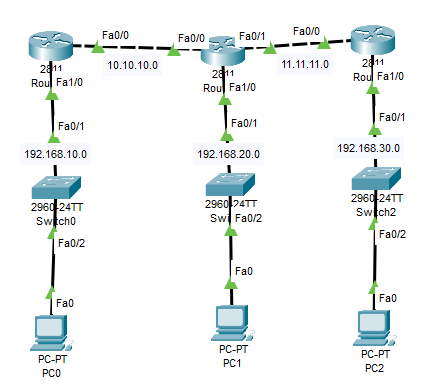 Fa0/0
Fa0/0
Fa0/1
Fa0/0
10.10.10.0
11.11.11.0
2811
Rou
Fa1/0
2811
Rout
Fa1/0
2811
Rou
Fa1/0
Fa0/1
Fa0/1
Fa0/1
192.168.10.0
192.168.20.0
192.168.30.0
2960-24TT
Switch0
2960-24TT
Swi
2960-24TT
Switch2
Fa0/2
Fa0/2
Fa0/2
Fa0
Fa0
Fa0
PC-PT
PC0
PC-PT
PC1
PC-PT
PC2